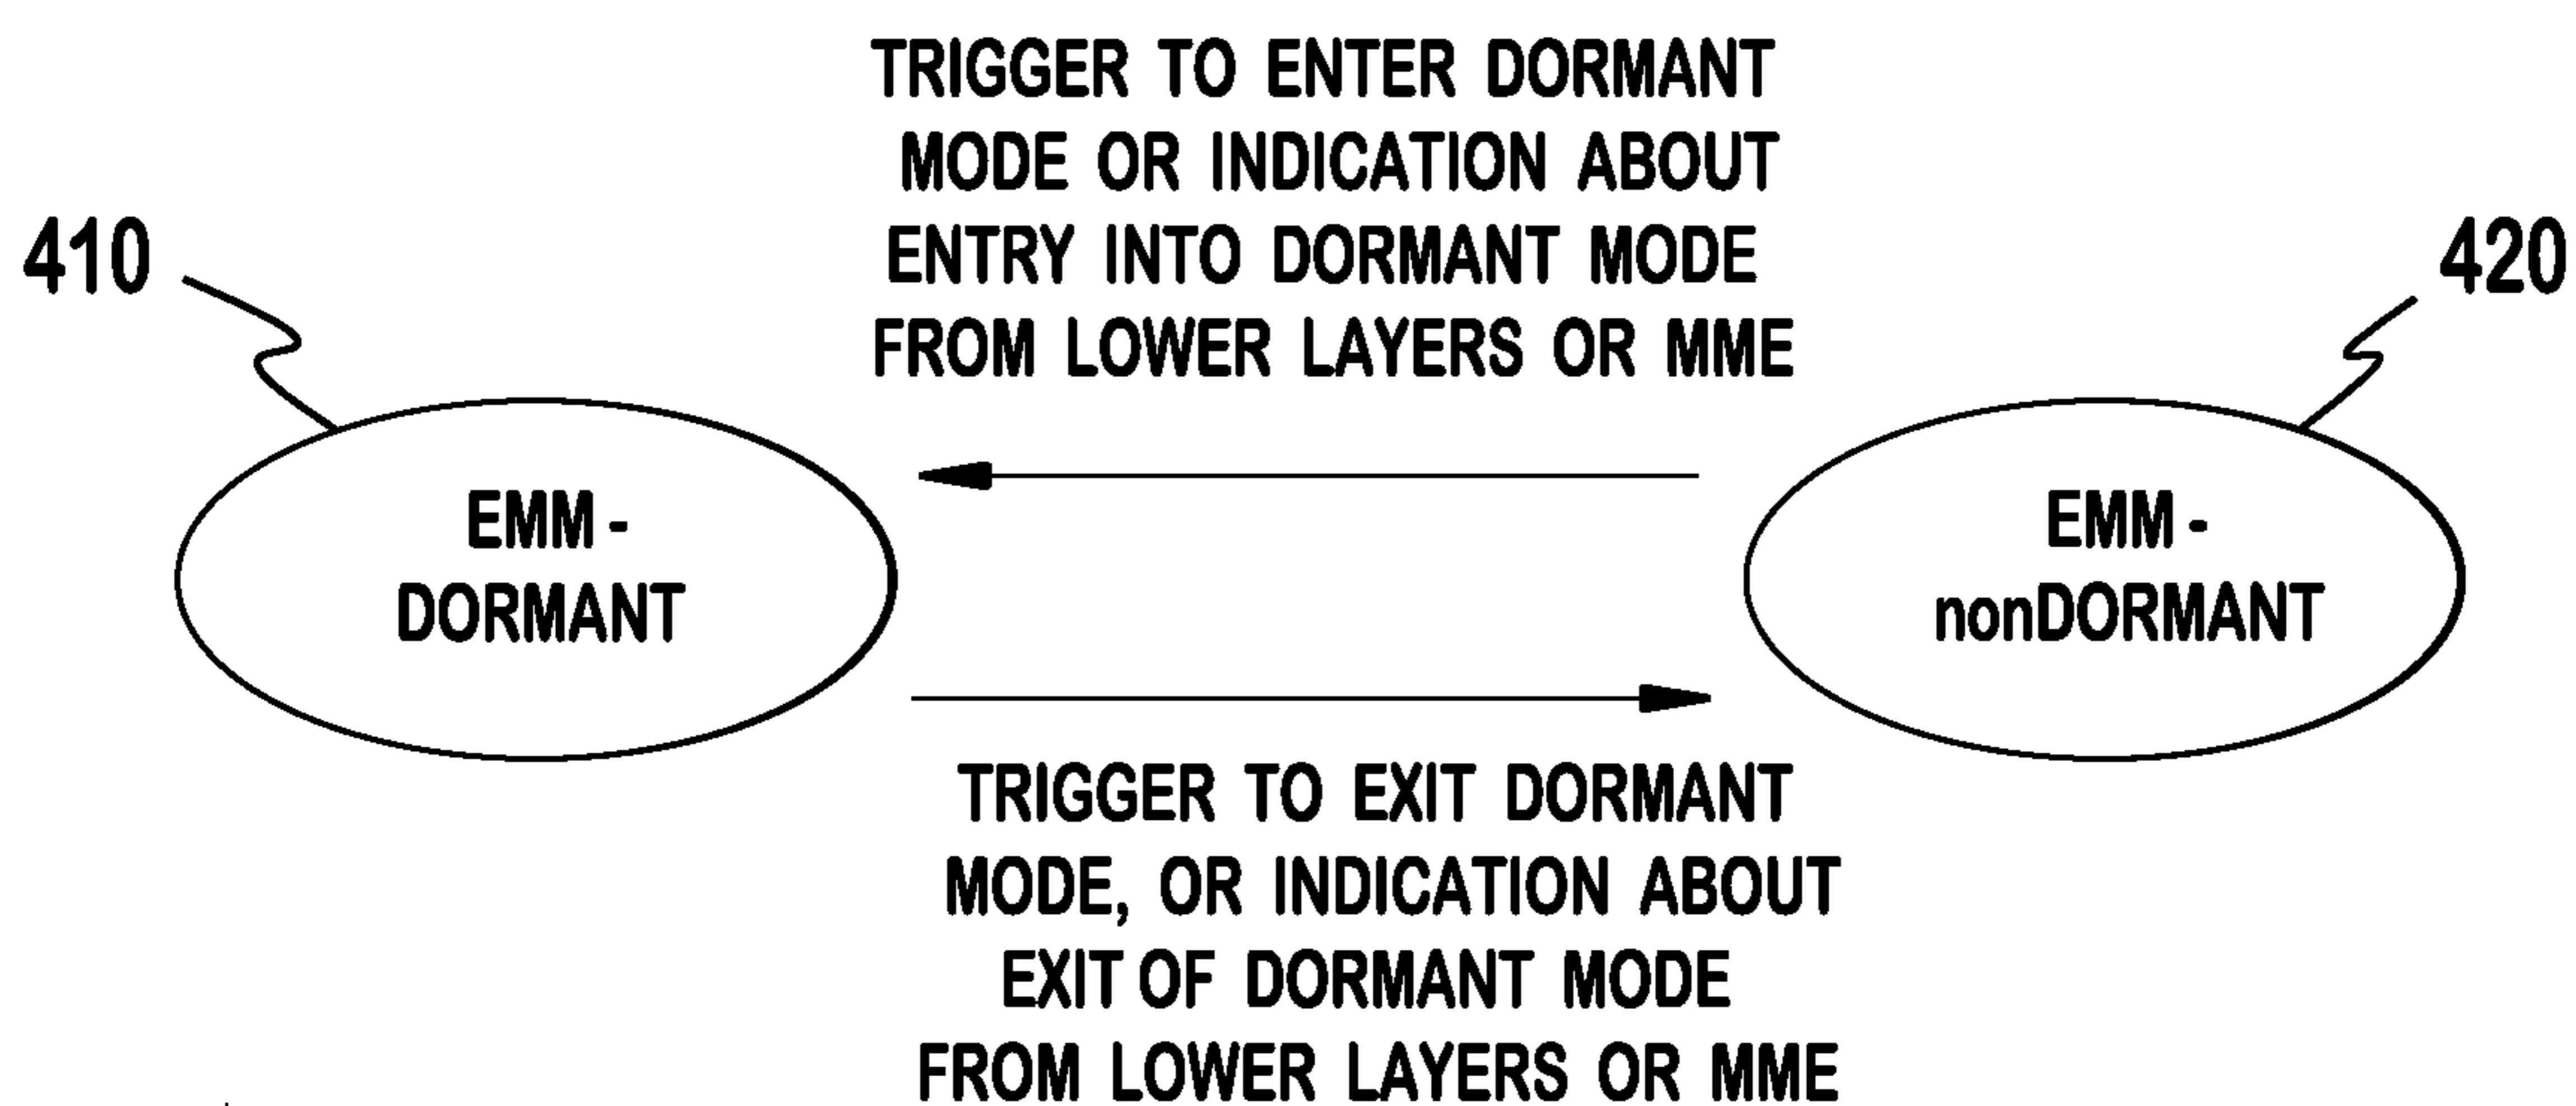 TRIGGER TO ENTER DORMANT
MODE OR INDICATION ABOUT
ENTRY INTO DORMANT MODE
FROM LOWER LAYERS OR MME
410
420
EMM -
DORMANT
EMM -
nonDORMANT
TRIGGER TO EXIT DORMANT
MODE, OR INDICATION ABOUT
EXIT OF DORMANT MODE
FROM LOWER LAYERS OR MME